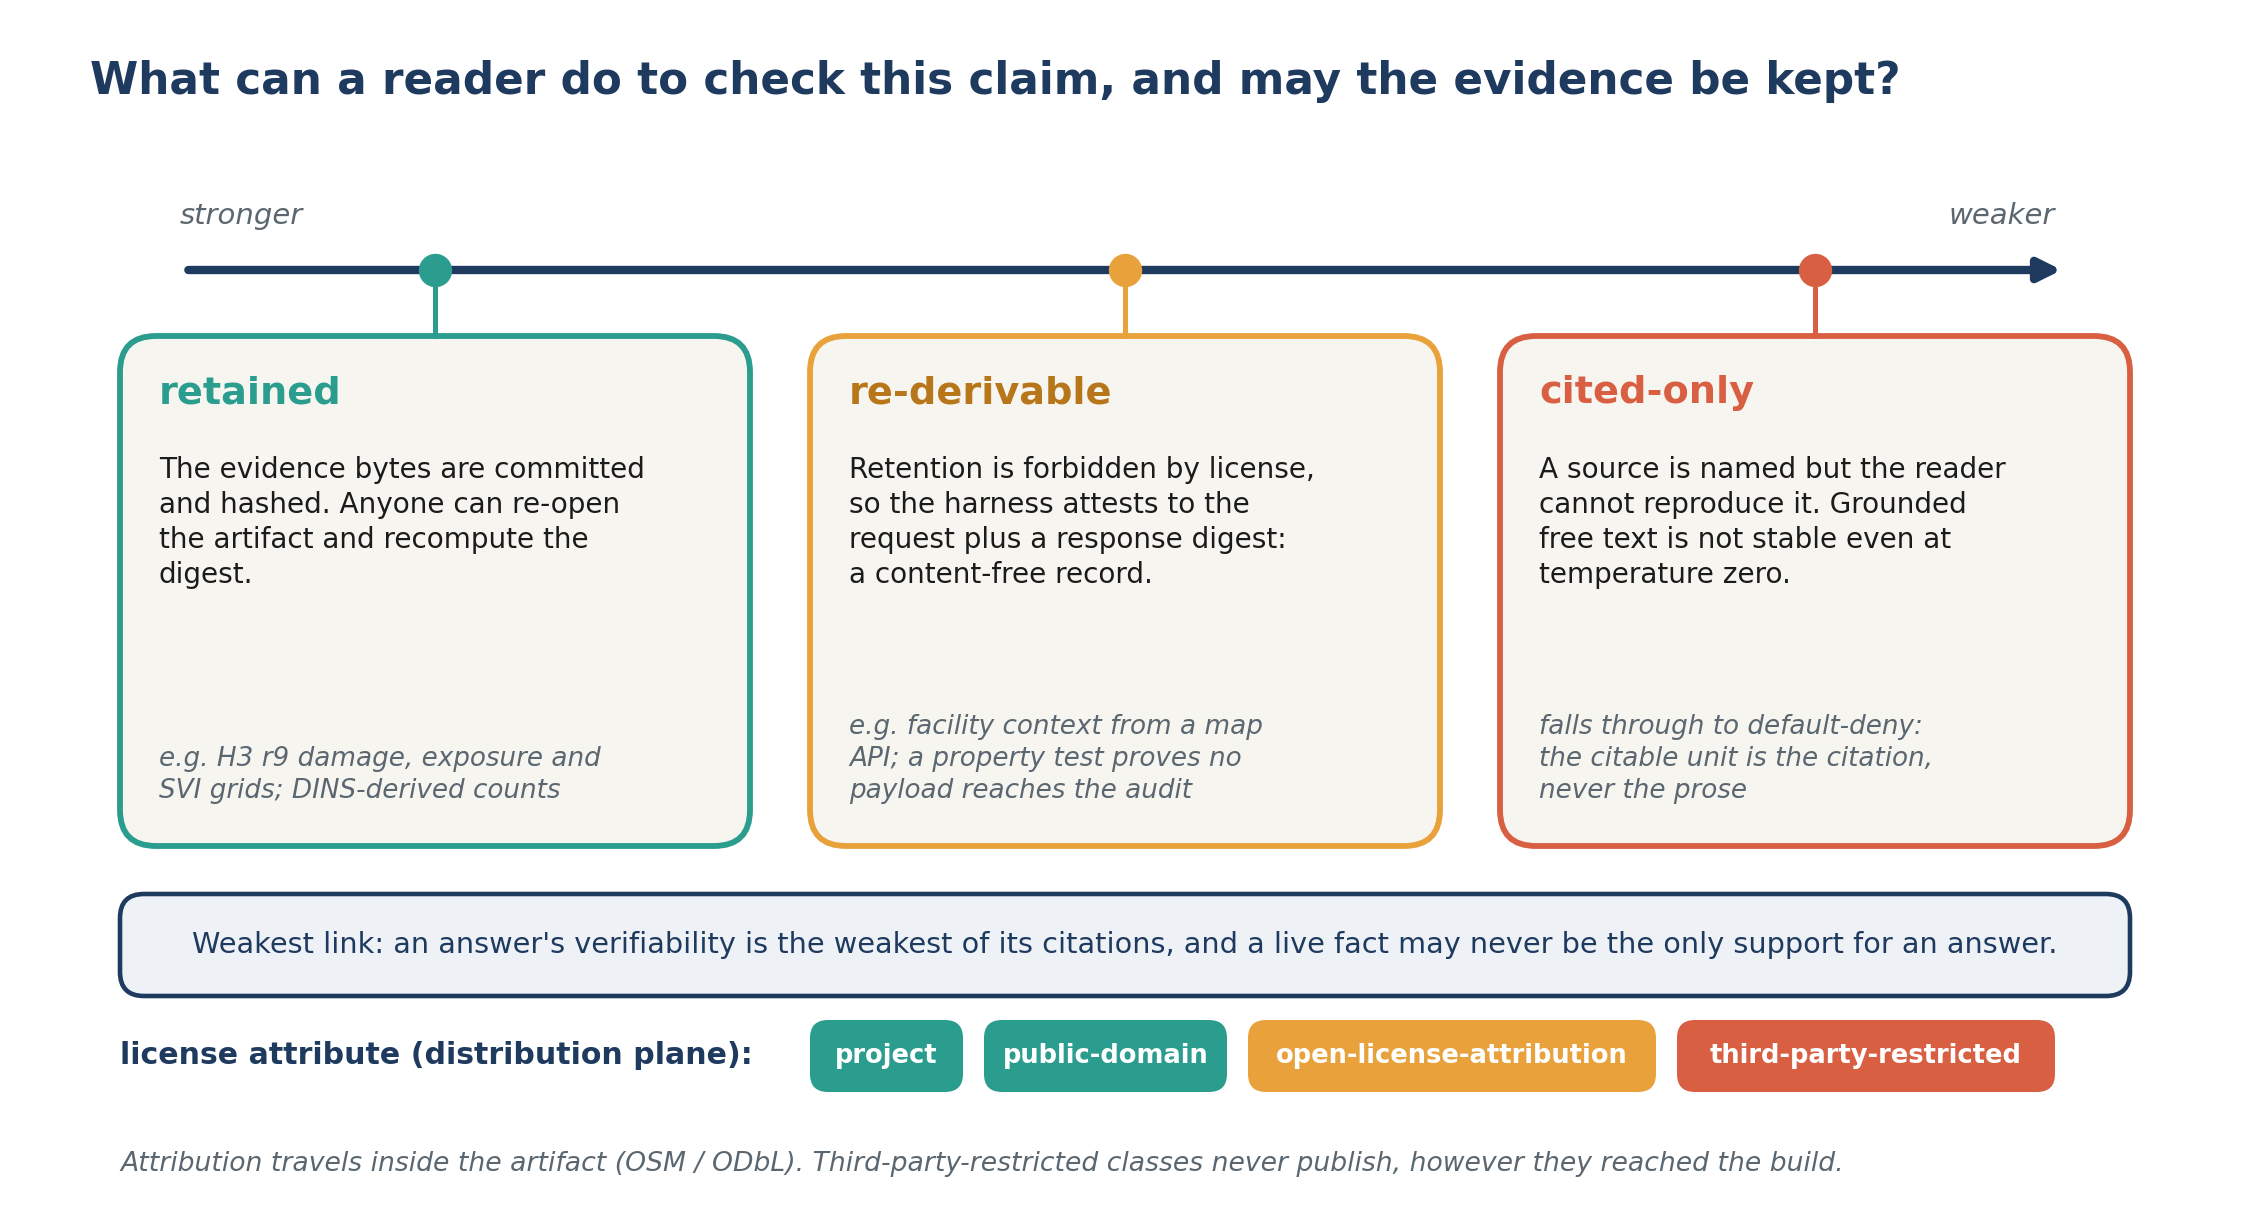 What can a reader do to check this claim, and may the evidence be kept?
stronger
weaker
retained
The evidence bytes are committed
and hashed. Anyone can re-open
the artifact and recompute the
digest.
e.g. H3 r9 damage, exposure and
SVI grids; DINS-derived counts
re-derivable
Retention is forbidden by license,
so the harness attests to the
request plus a response digest:
a content-free record.
e.g. facility context from a map
API; a property test proves no
payload reaches the audit
cited-only
A source is named but the reader
cannot reproduce it. Grounded
free text is not stable even at
temperature zero.
falls through to default-deny:
the citable unit is the citation,
never the prose
Weakest link: an answer's verifiability is the weakest of its citations, and a live fact may never be the only support for an answer.
license attribute (distribution plane):
project
public-domain
open-license-attribution
third-party-restricted
Attribution travels inside the artifact (OSM / ODbL). Third-party-restricted classes never publish, however they reached the build.